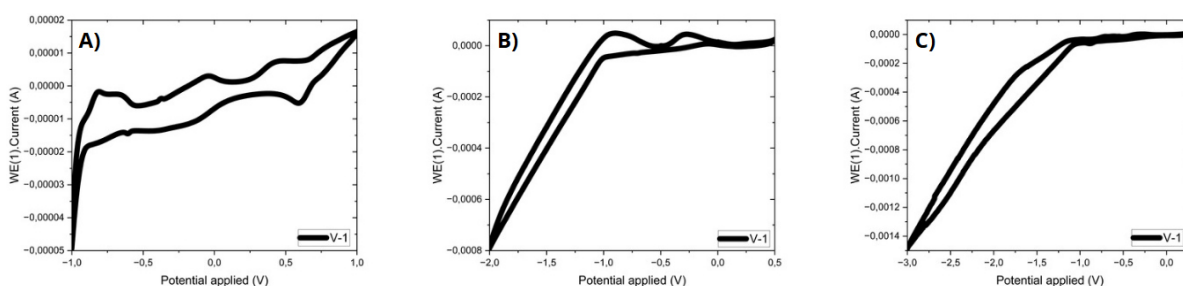 A)
WE(1).Current (A)
0,00002
0,00001
0,00000
−0,00001
−0,00002
−0,00003
−0,00004
−0,00005
−1,0 −0,5 0,0 0,5 1,0
Potential applied (V)
V-1
B)
WE(1).Current (A)
0,0000
−0,0002
−0,0004
−0,0006
−0,0008
−2,0 −1,5 −1,0 −0,5 0,0 0,5
Potential applied (V)
V-1
C)
WE(1).Current (A)
0,0000
−0,0002
−0,0004
−0,0006
−0,0008
−0,0010
−0,0012
−0,0014
−3,0 −2,5 −2,0 −1,5 −1,0 −0,5 0,0
Potential applied (V)
V-1